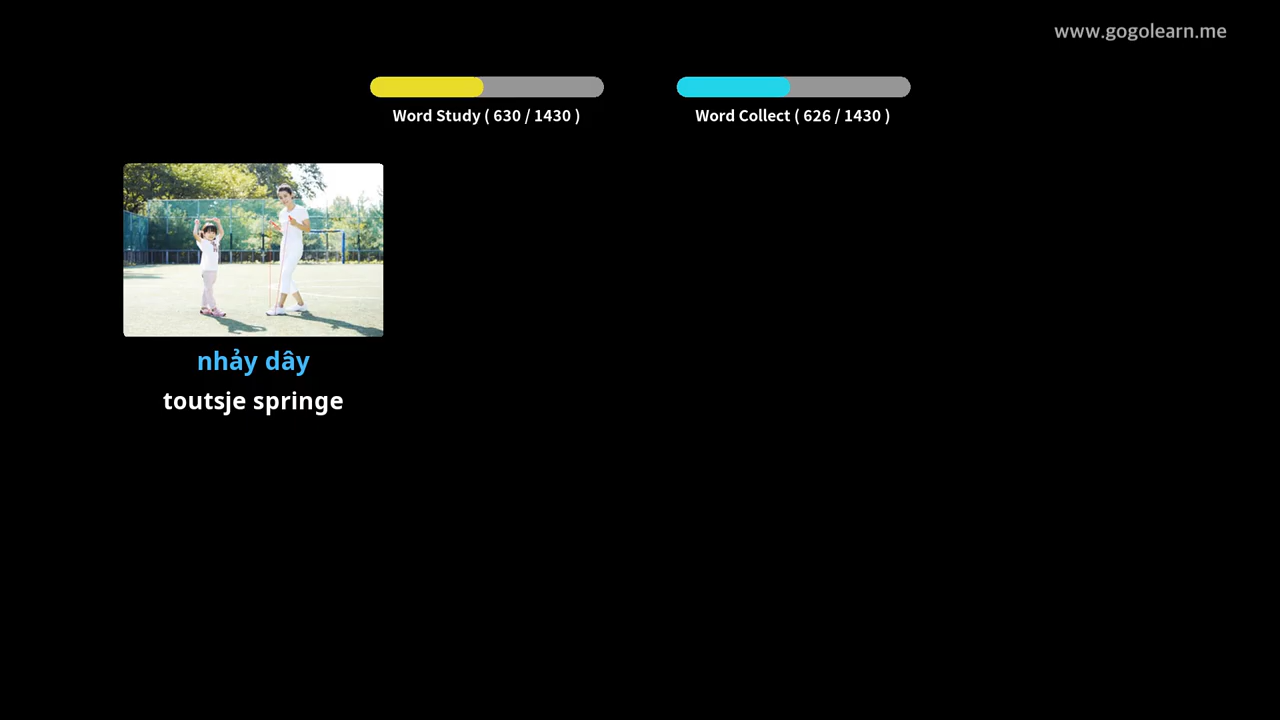 www.gogolearn.me
Word Study ( 630 / 1430 )
Word Collect ( 626 / 1430 )
nhảy dây
toutsje springe